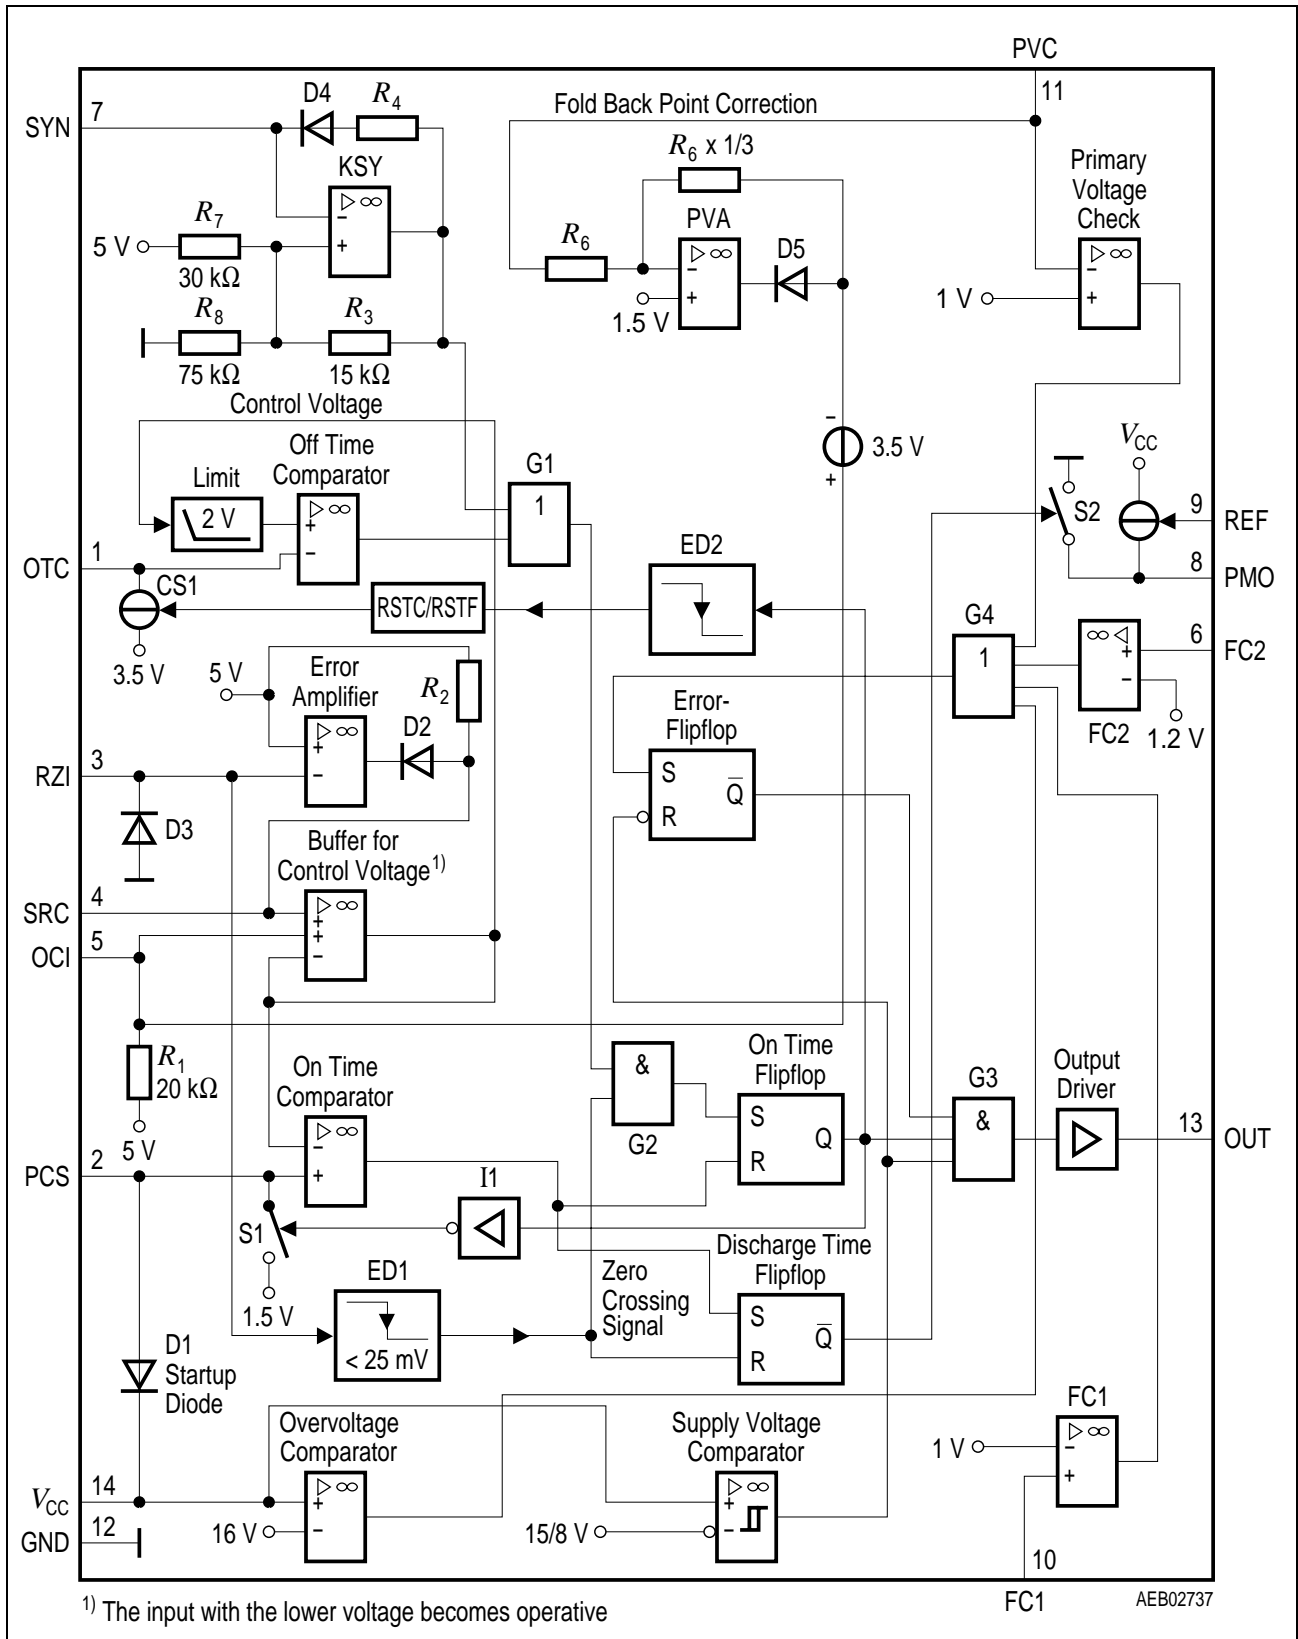 PVC
11
SYN
7
D4
R4
KSY
R7
5 V
30 kΩ
R8
75 kΩ
R3
15 kΩ
▷ ∞
-
+
Fold Back Point Correction
R6 x 1/3
R6
PVA
▷ ∞
-
+
1.5 V
D5
Primary
Voltage
Check
▷ ∞
-
+
1 V
Control Voltage
Limit
2 V
Off Time
Comparator
▷ ∞
+
-
G1
1
-
3.5 V
+
VCC
S2
9
REF
8
PMO
1
OTC
CS1
3.5 V
RSTC/RSTF
ED2
G4
1
∞ ◁
+
-
FC2
6
FC2
1.2 V
5 V
Error
Amplifier
▷ ∞
+
-
R2
D2
3
RZI
D3
Error-
Flipflop
S
R
Q̅
Buffer for
Control Voltage1)
▷ ∞
+
+
-
4
SRC
5
OCI
R1
20 kΩ
5 V
On Time
Comparator
▷ ∞
-
+
&
G2
On Time
Flipflop
S
R
Q
G3
&
Output
Driver
13
OUT
2
PCS
S1
1.5 V
I1
ED1
< 25 mV
Zero
Crossing
Signal
Discharge Time
Flipflop
S
R
Q̅
D1
Startup
Diode
Overvoltage
Comparator
▷ ∞
+
-
16 V
Supply Voltage
Comparator
▷ ∞
+
-
15/8 V
FC1
▷ ∞
-
+
1 V
14
VCC
12
GND
10
FC1
1) The input with the lower voltage becomes operative
AEB02737